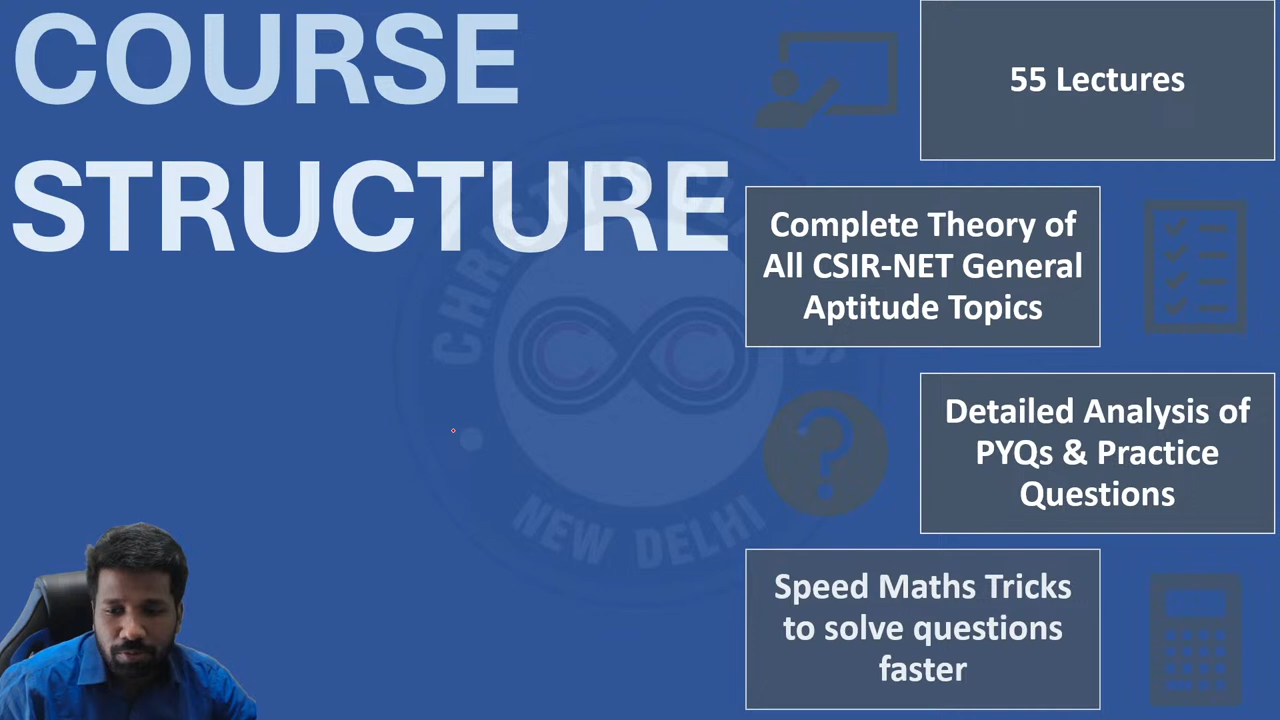 COURSE
STRUCTURE
55 Lectures
Complete Theory of
All CSIR-NET General
Aptitude Topics
Detailed Analysis of
PYQs & Practice
Questions
Speed Maths Tricks
to solve questions
faster
NEW DELHI